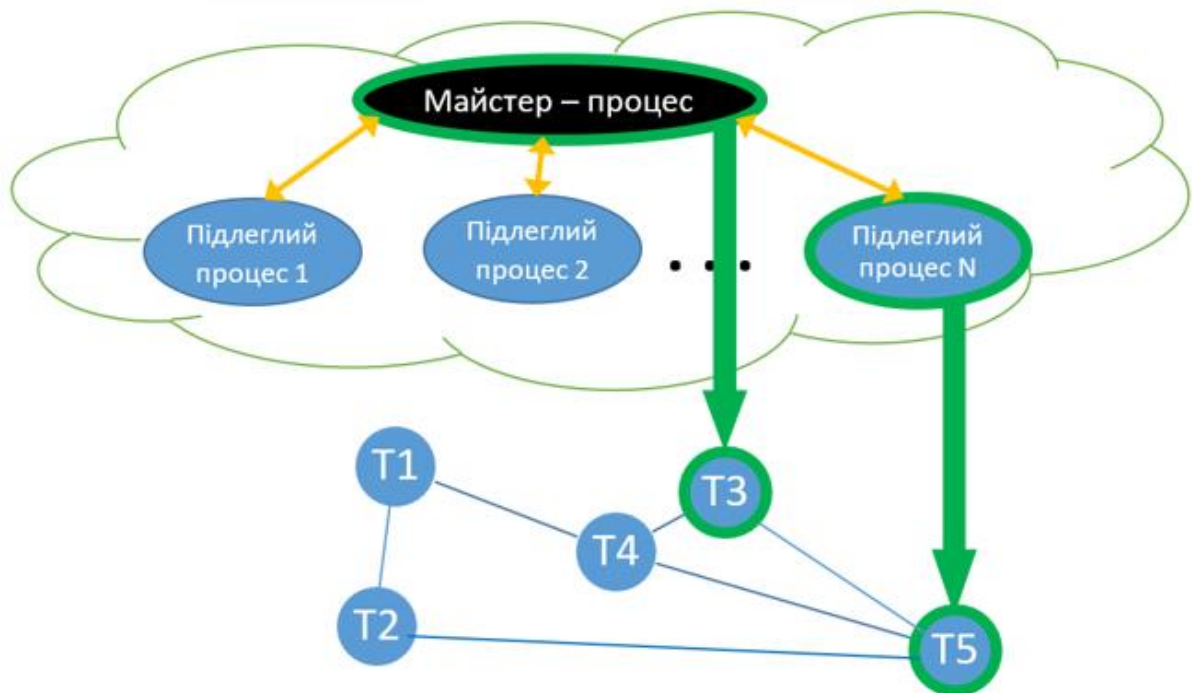 Майстер – процес
Підлеглий
процес 1
Підлеглий
процес 2
. . .
Підлеглий
процес N
T1
T3
T4
T2
T5